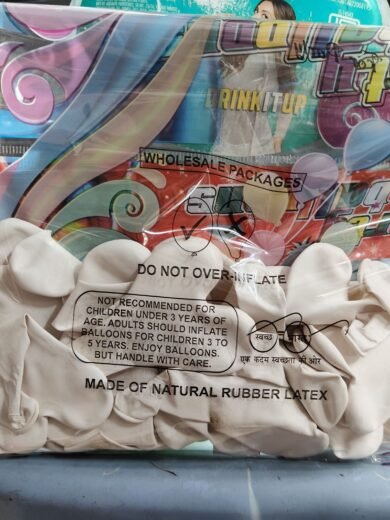 DRINKITUP
WHOLESALE PACKAGES
DO NOT OVER-INFLATE
NOT RECOMMENDED FOR
CHILDREN UNDER 3 YEARS OF
AGE. ADULTS SHOULD INFLATE
BALLOONS FOR CHILDREN 3 TO
5 YEARS. ENJOY BALLOONS.
BUT HANDLE WITH CARE.
स्वच्छ भारत
एक कदम स्वच्छता की ओर
MADE OF NATURAL RUBBER LATEX